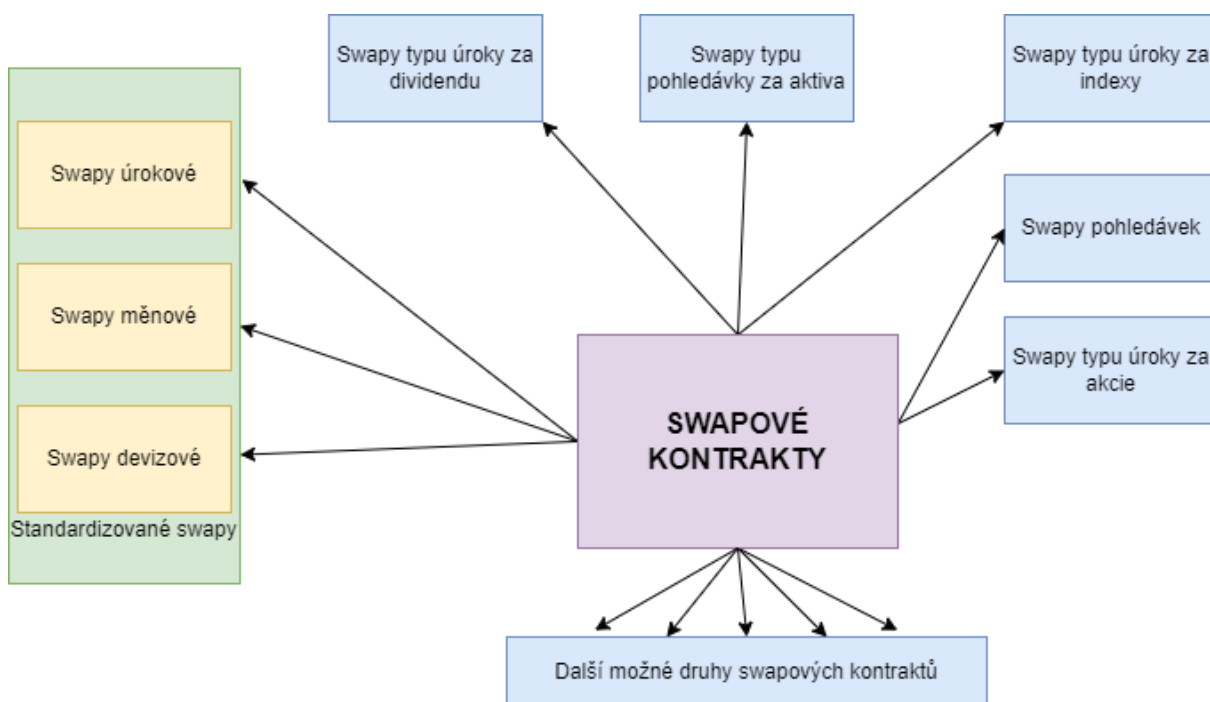 Swapy typu úroky za
dividendu
Swapy typu
pohledávky za aktiva
Swapy typu úroky za
indexy
Swapy úrokové
Swapy pohledávek
Swapy měnové
Swapy typu úroky za
akcie
SWAPOVÉ
KONTRAKTY
Swapy devizové
Standardizované swapy
Další možné druhy swapových kontraktů